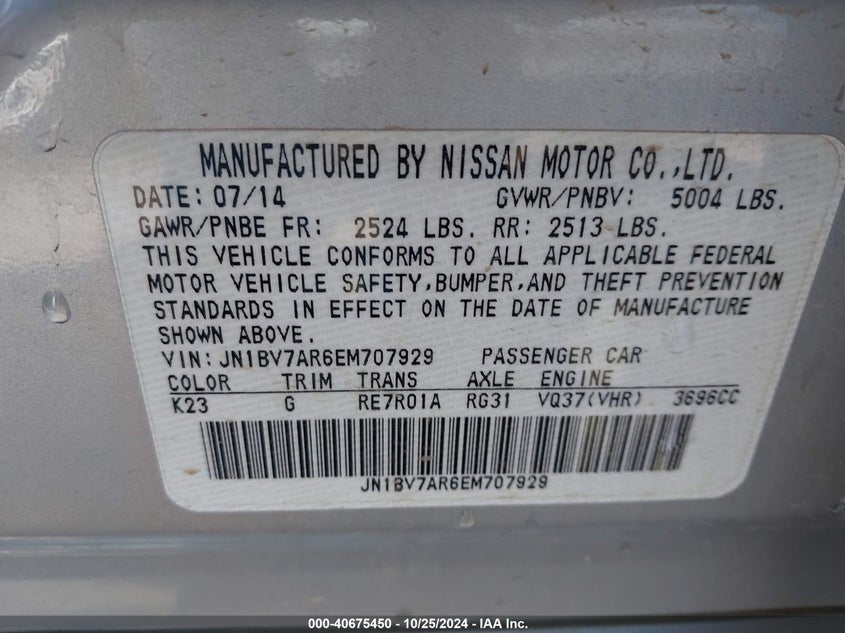 MANUFACTURED BY NISSAN MOTOR CO.,LTD.
DATE: 07/14 GVWR/PNBV: 5004 LBS.
GAWR/PNBE FR: 2524 LBS. RR: 2513 LBS.
THIS VEHICLE CONFORMS TO ALL APPLICABLE FEDERAL
MOTOR VEHICLE SAFETY,BUMPER,AND THEFT PREVENTION
STANDARDS IN EFFECT ON THE DATE OF MANUFACTURE
SHOWN ABOVE.
VIN: JN1BV7AR6EM707929 PASSENGER CAR
COLOR TRIM TRANS AXLE ENGINE
K23 G RE7R01A RG31 VQ37(VHR) 3696CC
JN1BV7AR6EM707929
000-40675450 - 10/25/2024 - IAA Inc.